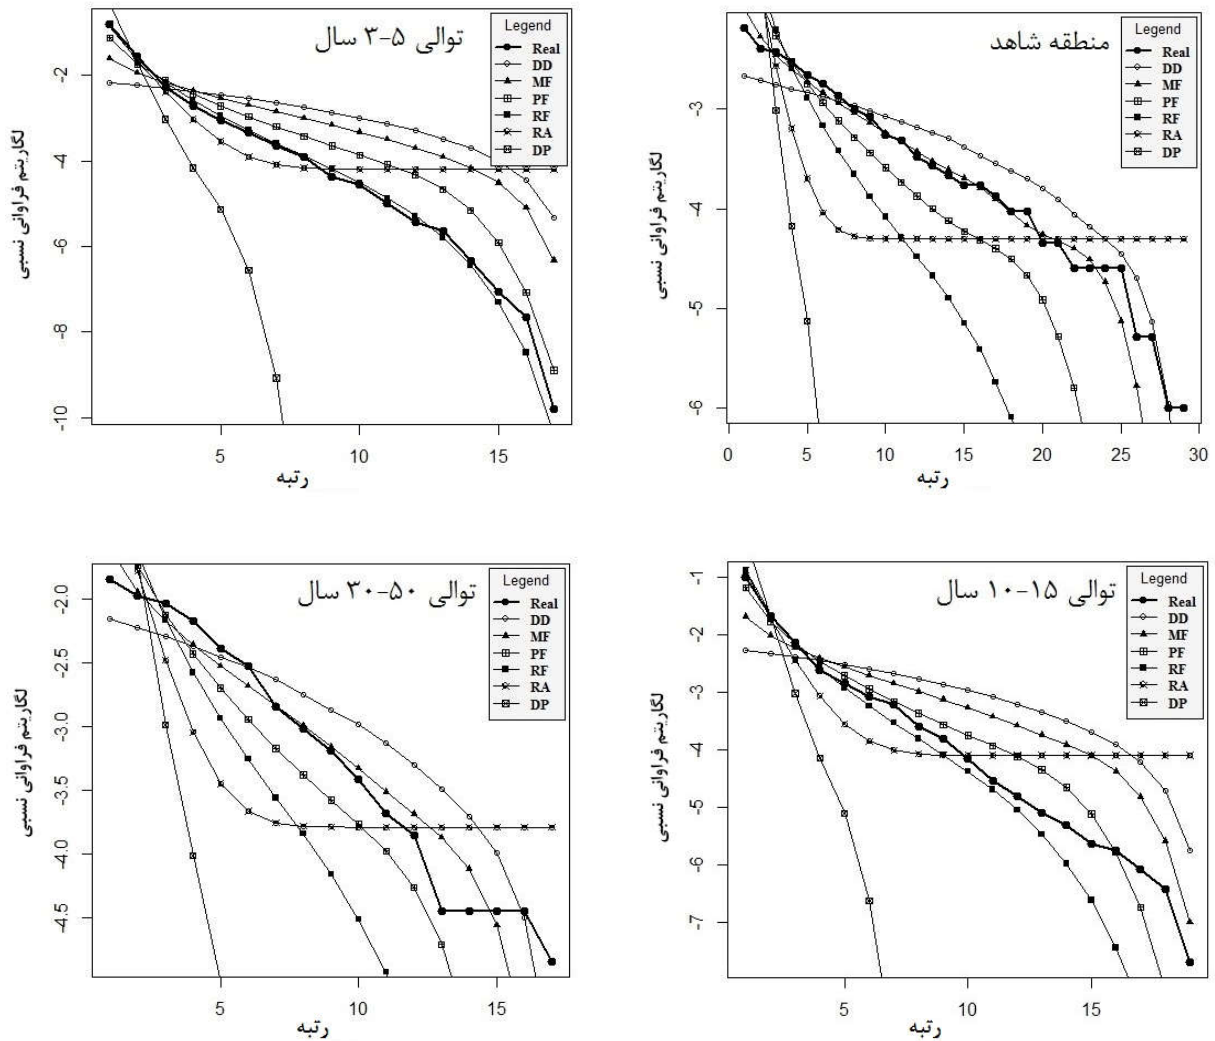 توالی ۵-۳ سال
Legend
Real
DD
MF
PF
RF
RA
DP
-2
-4
-6
-8
-10
5
10
15
لگاریتم فراوانی نسبی
رتبه
منطقه شاهد
Legend
Real
DD
MF
PF
RF
RA
DP
-3
-4
-5
-6
0
5
10
15
20
25
30
لگاریتم فراوانی نسبی
رتبه
توالی ۵۰-۳۰ سال
Legend
Real
DD
MF
PF
RF
RA
DP
-2.0
-2.5
-3.0
-3.5
-4.0
-4.5
5
10
15
لگاریتم فراوانی نسبی
رتبه
توالی ۱۵-۱۰ سال
Legend
Real
DD
MF
PF
RF
RA
DP
-1
-2
-3
-4
-5
-6
-7
5
10
15
لگاریتم فراوانی نسبی
رتبه